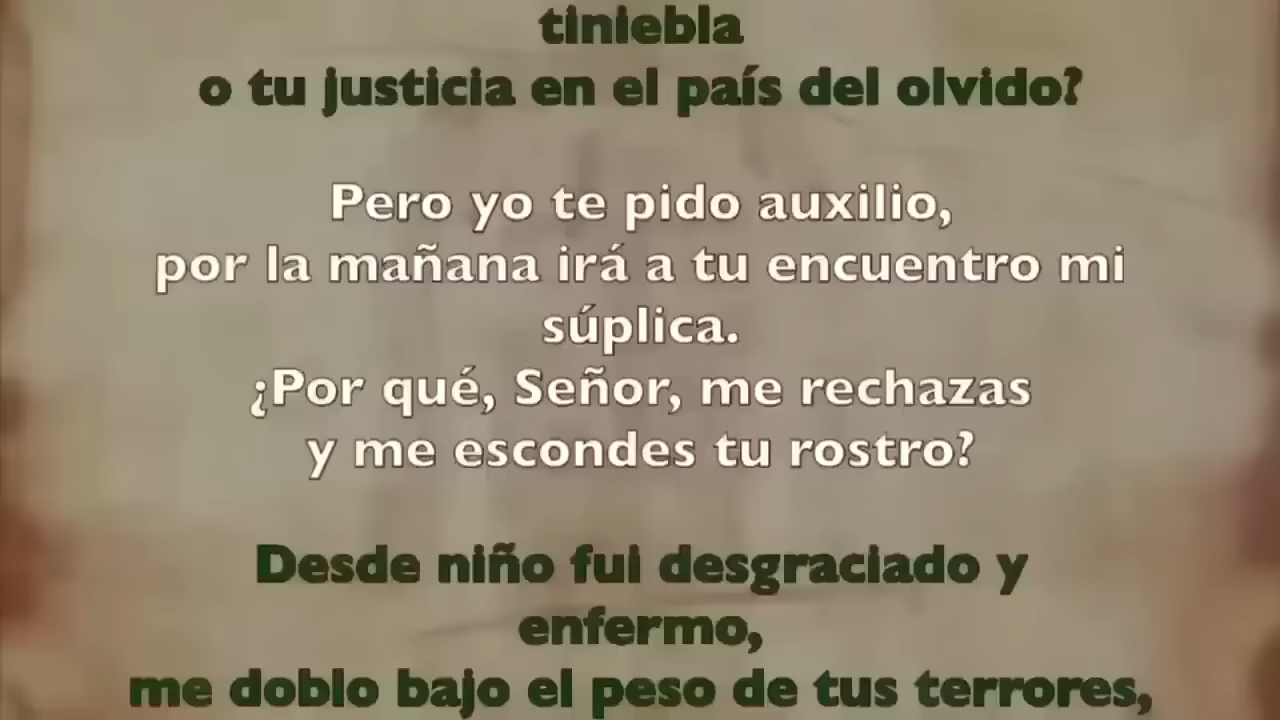 tiniebla
o tu justicia en el país del olvido?
Pero yo te pido auxilio,
por la mañana irá a tu encuentro mi
súplica.
¿Por qué, Señor, me rechazas
y me escondes tu rostro?
Desde niño fui desgraciado y
enfermo,
me doblo bajo el peso de tus terrores,